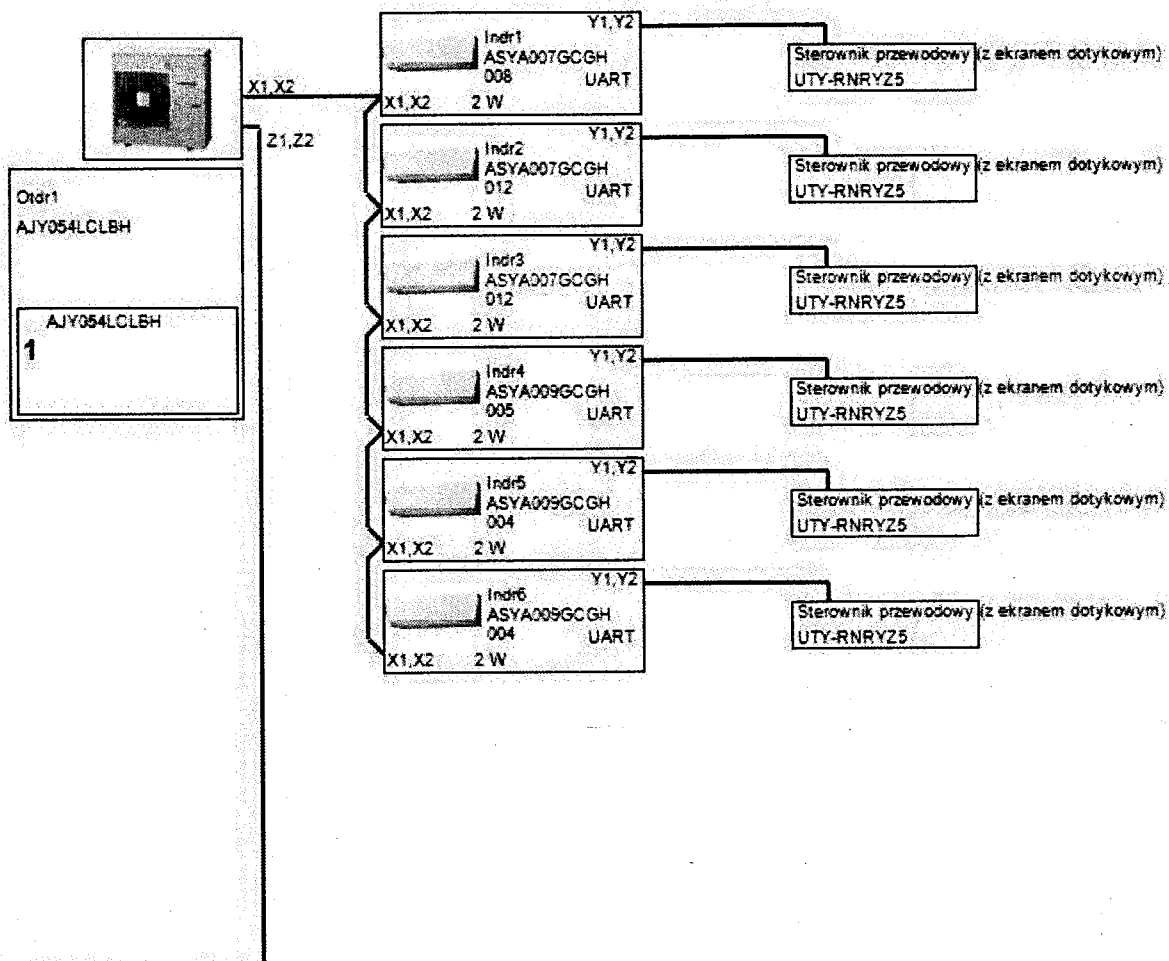 X1,X2
Z1,Z2
Otdr1
AJY054LCLBH
AJY054LCLBH
1
Y1,Y2
Indr1
ASYA007GCGH
008
UART
X1,X2 2 W
Sterownik przewodowy (z ekranem dotykowym)
UTY-RNRYZ5
Y1,Y2
Indr2
ASYA007GCGH
012
UART
X1,X2 2 W
Sterownik przewodowy (z ekranem dotykowym)
UTY-RNRYZ5
Y1,Y2
Indr3
ASYA007GCGH
012
UART
X1,X2 2 W
Sterownik przewodowy (z ekranem dotykowym)
UTY-RNRYZ5
Y1,Y2
Indr4
ASYA009GCGH
005
UART
X1,X2 2 W
Sterownik przewodowy (z ekranem dotykowym)
UTY-RNRYZ5
Y1,Y2
Indr5
ASYA009GCGH
004
UART
X1,X2 2 W
Sterownik przewodowy (z ekranem dotykowym)
UTY-RNRYZ5
Y1,Y2
Indr6
ASYA009GCGH
004
UART
X1,X2 2 W
Sterownik przewodowy (z ekranem dotykowym)
UTY-RNRYZ5